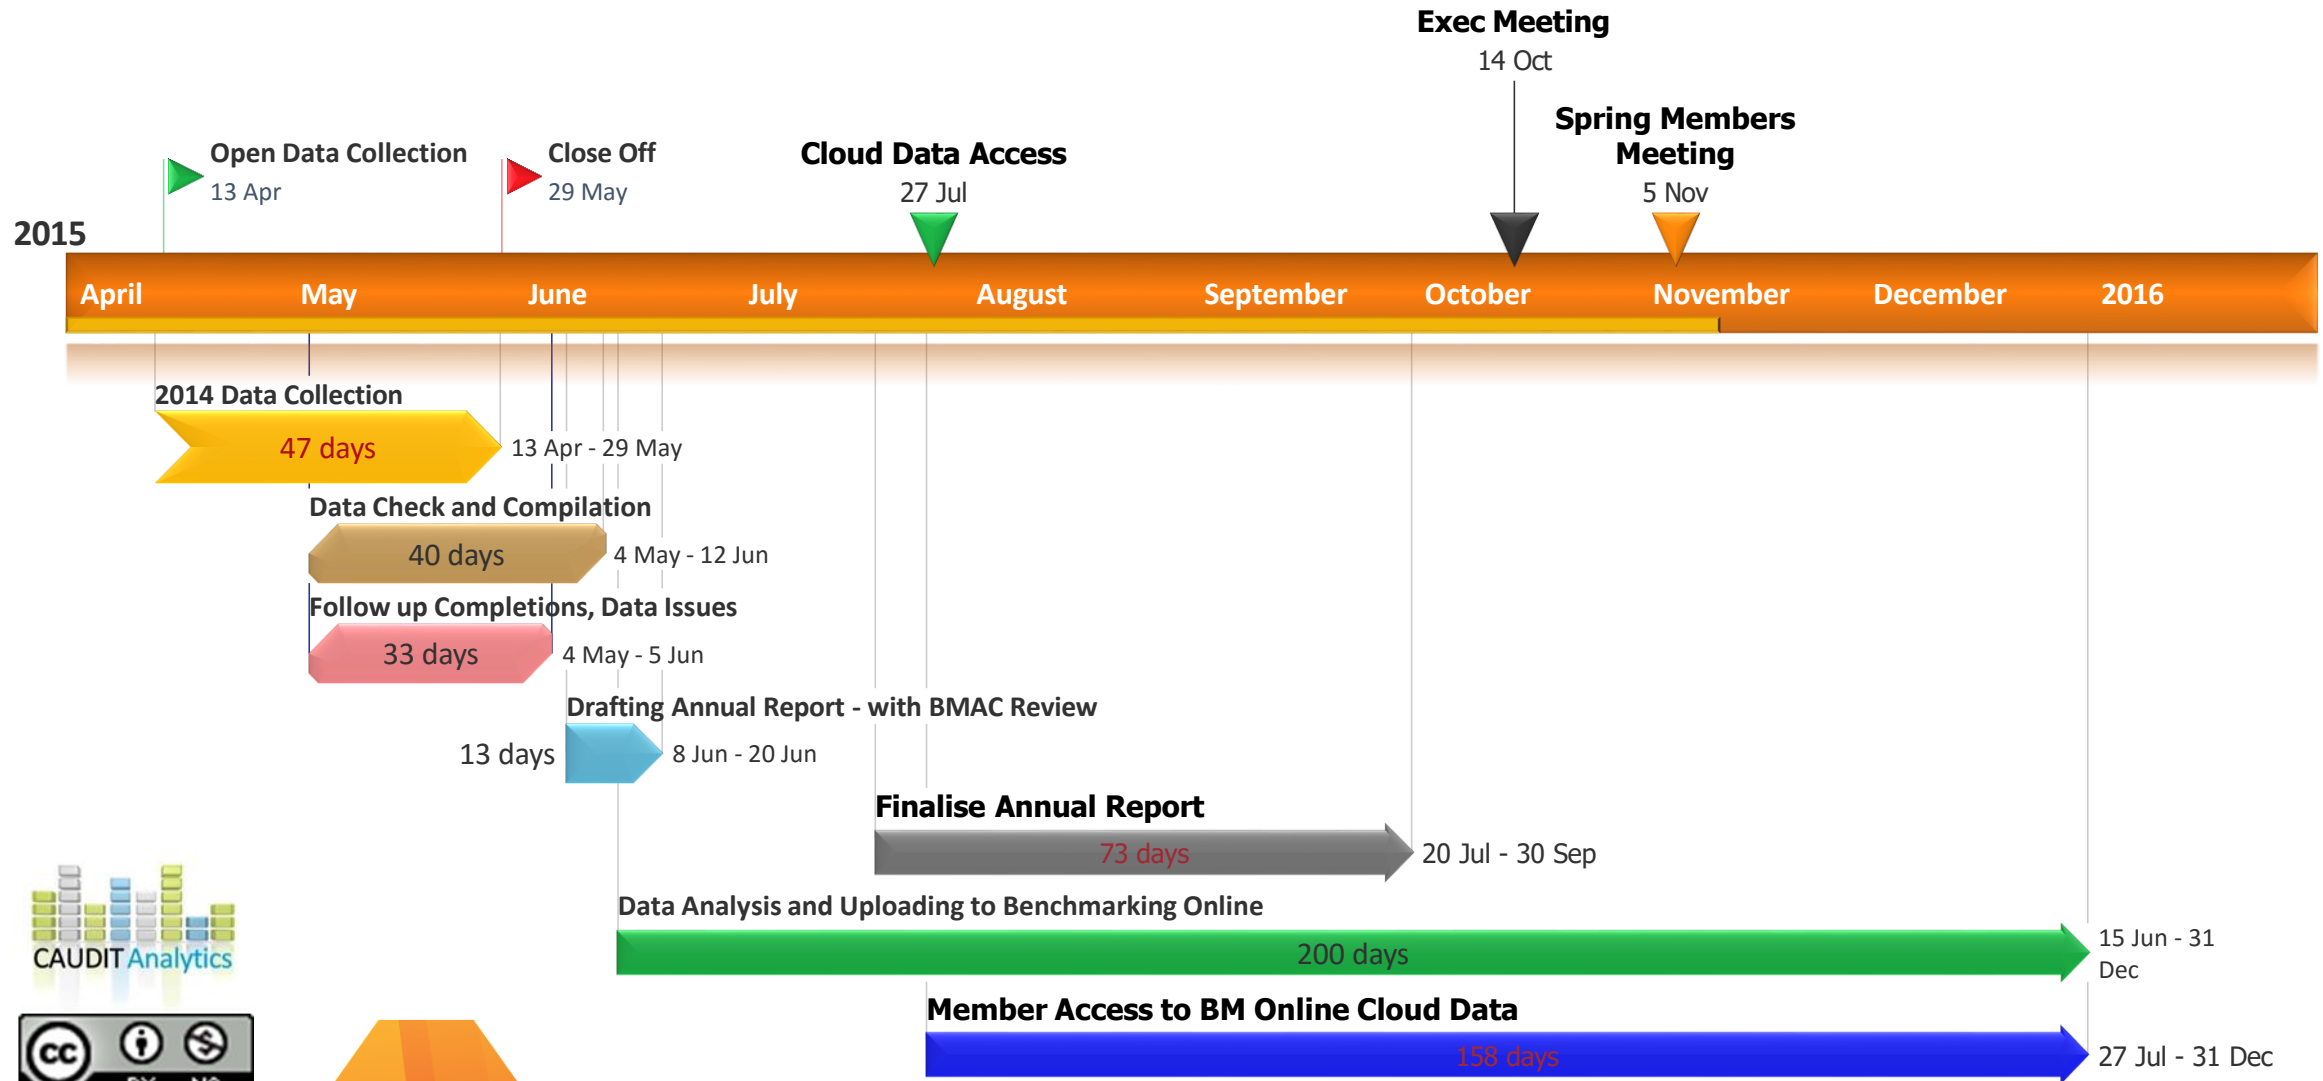 Exec Meeting
14 Oct
Spring Members
Meeting
5 Nov
Open Data Collection
13 Apr
Close Off
29 May
Cloud Data Access
27 Jul
2015
April May June July August September October November December 2016
2014 Data Collection
47 days
13 Apr - 29 May
Data Check and Compilation
40 days
4 May - 12 Jun
Follow up Completions, Data Issues
33 days
4 May - 5 Jun
Drafting Annual Report - with BMAC Review
13 days
8 Jun - 20 Jun
Finalise Annual Report
73 days
20 Jul - 30 Sep
Data Analysis and Uploading to Benchmarking Online
200 days
15 Jun - 31
Dec
Member Access to BM Online Cloud Data
158 days
27 Jul - 31 Dec
CAUDIT Analytics
cc